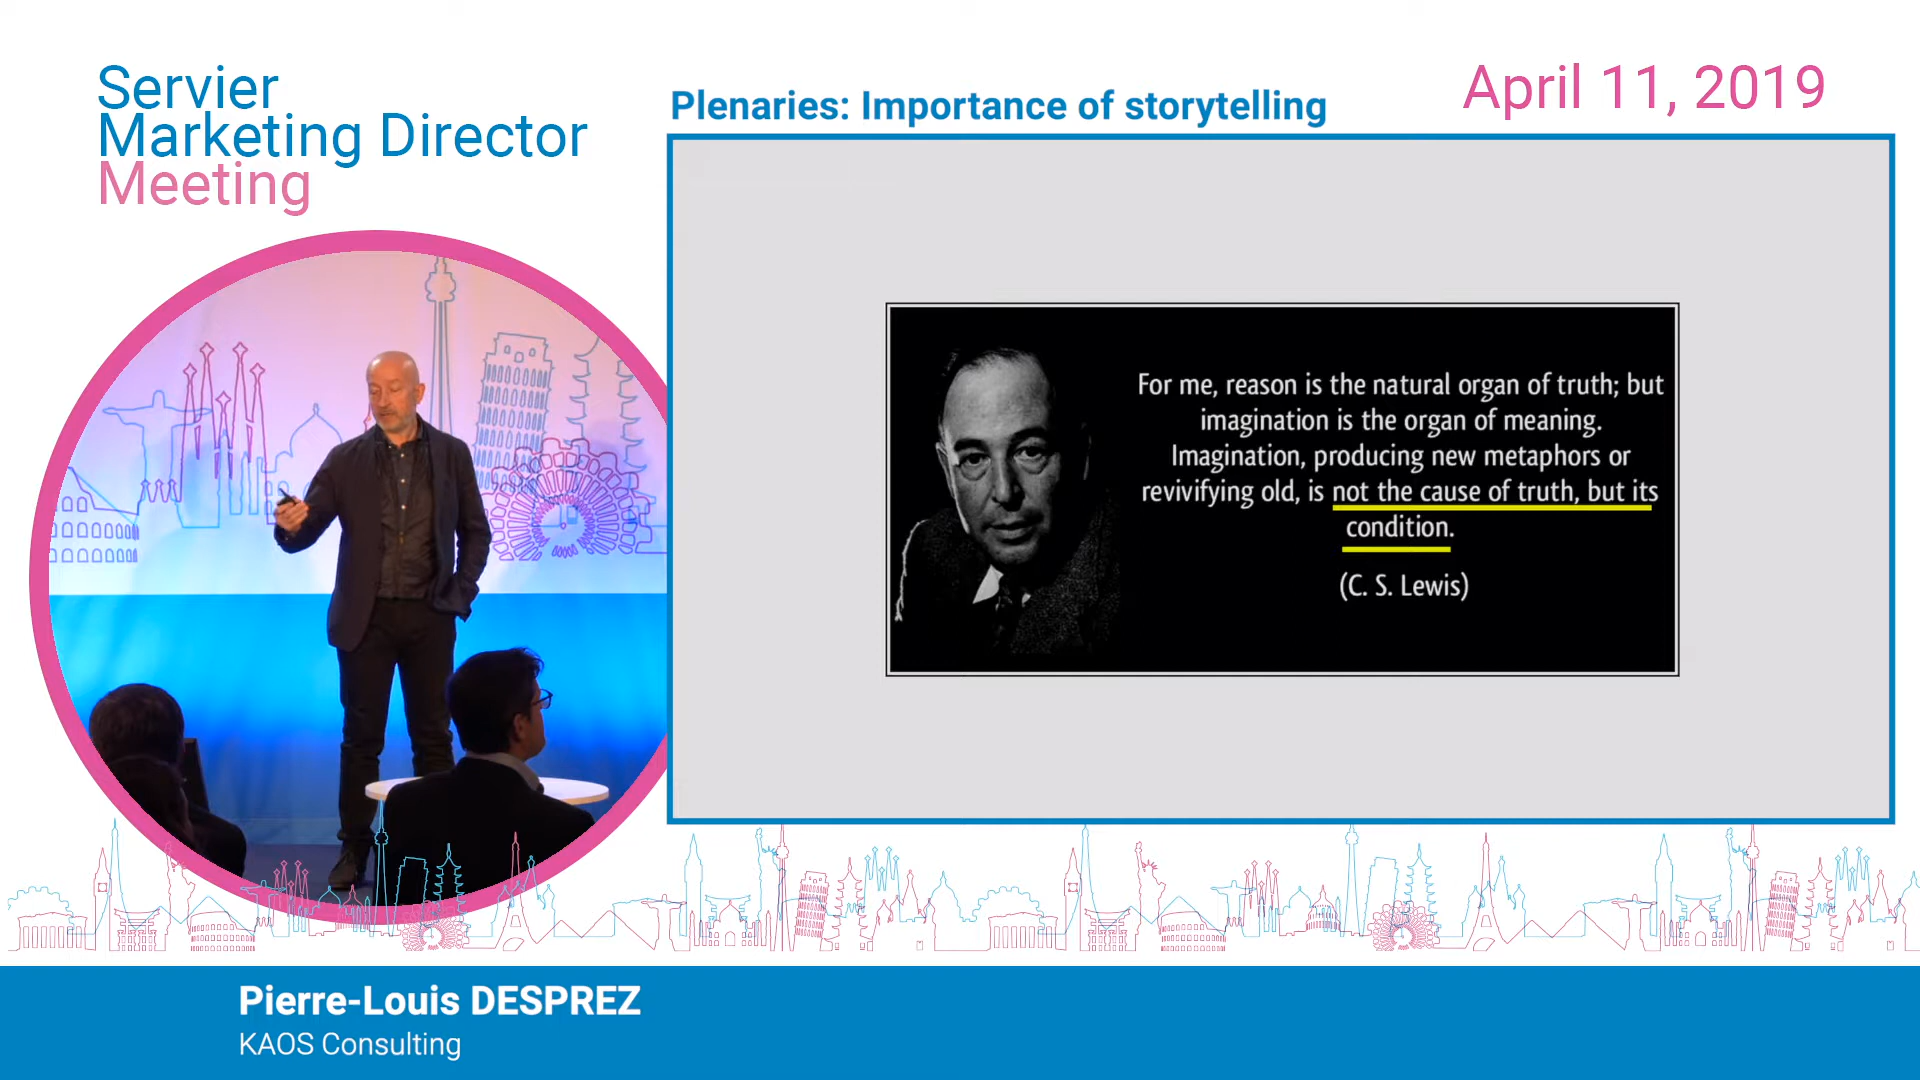 Servier
Marketing Director
Meeting
Plenaries: Importance of storytelling
April 11, 2019
For me, reason is the natural organ of truth; but
imagination is the organ of meaning.
Imagination, producing new metaphors or
revivifying old, is not the cause of truth, but its
condition.
(C. S. Lewis)
Pierre-Louis DESPREZ
KAOS Consulting